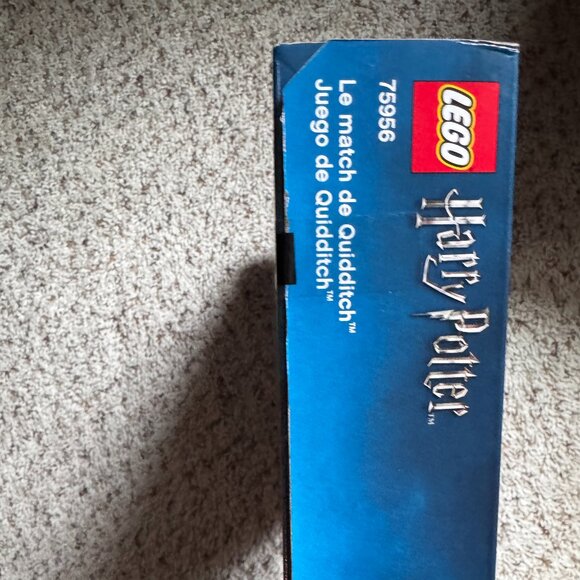 LEGO
Harry Potter™
75956
Le match de Quidditch™
Juego de Quidditch™